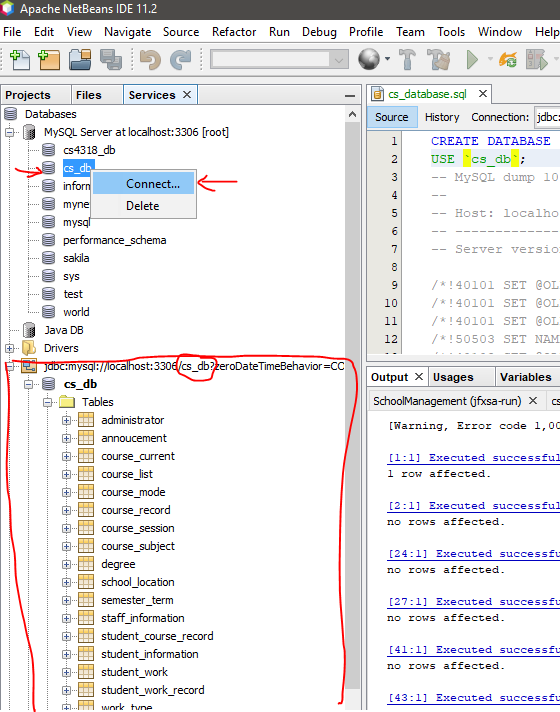 Apache NetBeans IDE 11.2
File Edit View Navigate Source Refactor Run Debug Profile Team Tools Window
Projects Files Services
Databases
MySQL Server at localhost:3306 [root]
cs4318_db
cs_db
inform
Connect...
myne
Delete
mysql
performance_schema
sakila
sys
test
world
Java DB
Drivers
jdbc:mysql://localhost:3306/cs_db?zeroDateTimeBehavior=CO
cs_db
Tables
administrator
annoucement
course_current
course_list
course_mode
course_record
course_session
course_subject
degree
school_location
semester_term
staff_information
student_course_record
student_information
student_work
student_work_record
work_type
cs_database.sql
Source History Connection: jdbc:
1 CREATE DATABASE
2 USE `cs_db`;
3 -- MySQL dump 10
4 --
5 -- Host: localho
6 -- -------------
7 -- Server version
8
9 /*!40101 SET @OL
10 /*!40101 SET @OL
11 /*!40101 SET @OL
12 /*!50503 SET NAM
Output Usages Variables
SchoolManagement (jfxsa-run) cs
[Warning, Error code 1,00
[1:1] Executed successful
1 row affected.
[2:1] Executed successful
no rows affected.
[24:1] Executed successf
no rows affected.
[27:1] Executed successf
no rows affected.
[41:1] Executed successf
no rows affected.
[43:1] Executed successf